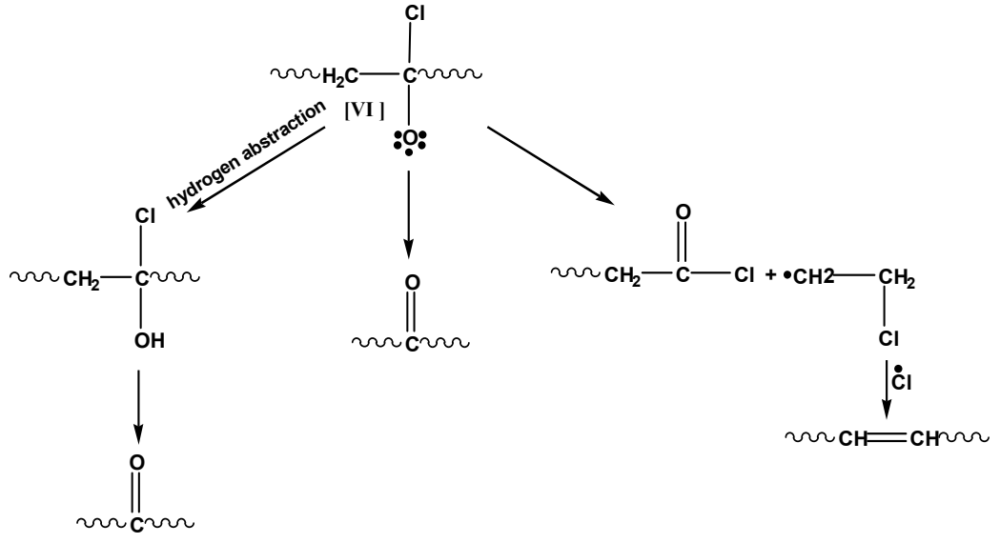 Cl
H2C C
[VI ]
O
hydrogen abstraction
Cl
CH2 C
OH
O
C
O
C
O
CH2 C Cl + •CH2 CH2
Cl
Cl
CH CH